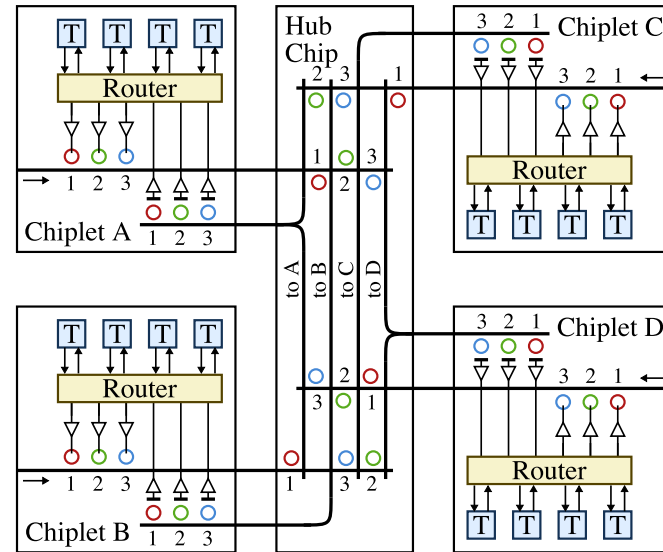 T T T T
Router
1 2 3
Chiplet A
1 2 3
T T T T
Router
1 2 3
Chiplet B
1 2 3
Hub
Chip
2 3 1
1 3
2
to A
to B
to C
to D
2
3 1
1 3 2
3 2 1
Chiplet C
3 2 1
Router
T T T T
3 2 1
Chiplet D
3 2 1
Router
T T T T